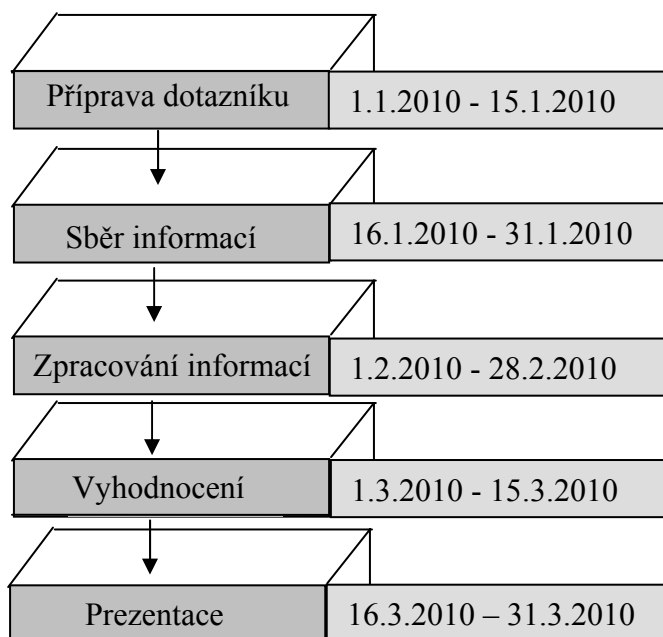 Příprava dotazníku 1.1.2010 - 15.1.2010
Sběr informací 16.1.2010 - 31.1.2010
Zpracování informací 1.2.2010 - 28.2.2010
Vyhodnocení 1.3.2010 - 15.3.2010
Prezentace 16.3.2010 – 31.3.2010